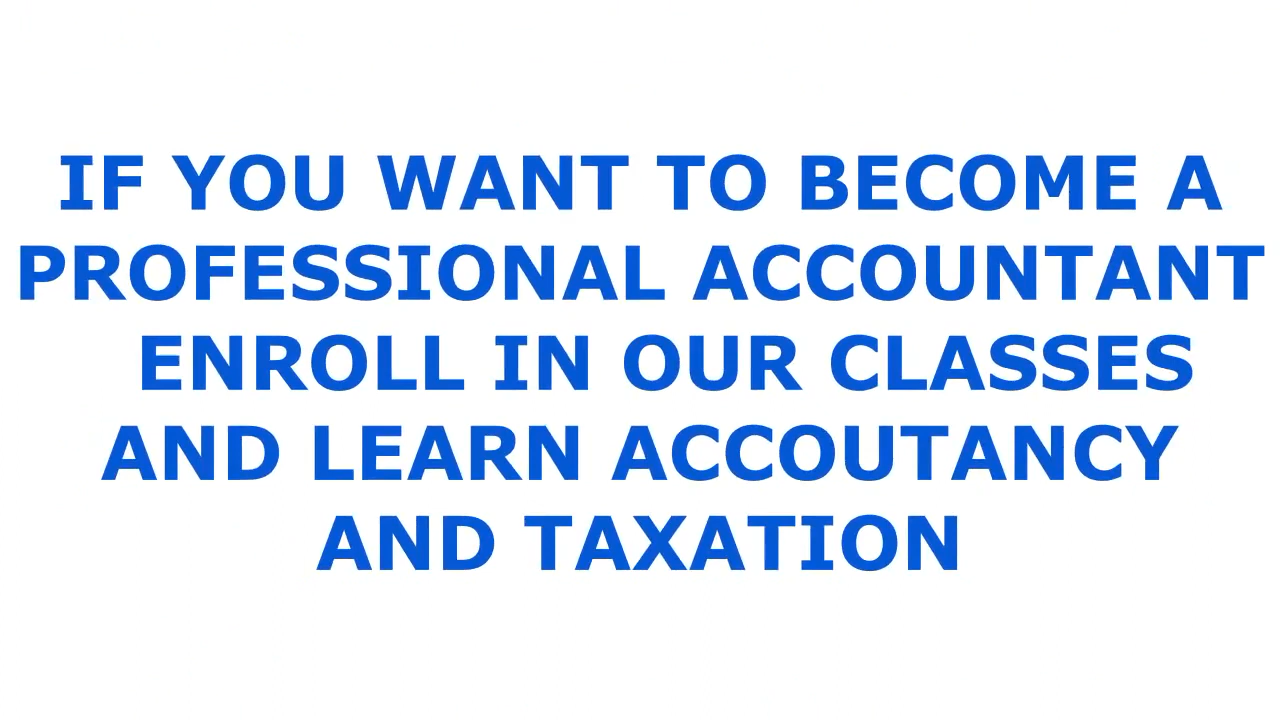 IF YOU WANT TO BECOME A
PROFESSIONAL ACCOUNTANT
ENROLL IN OUR CLASSES
AND LEARN ACCOUTANCY
AND TAXATION